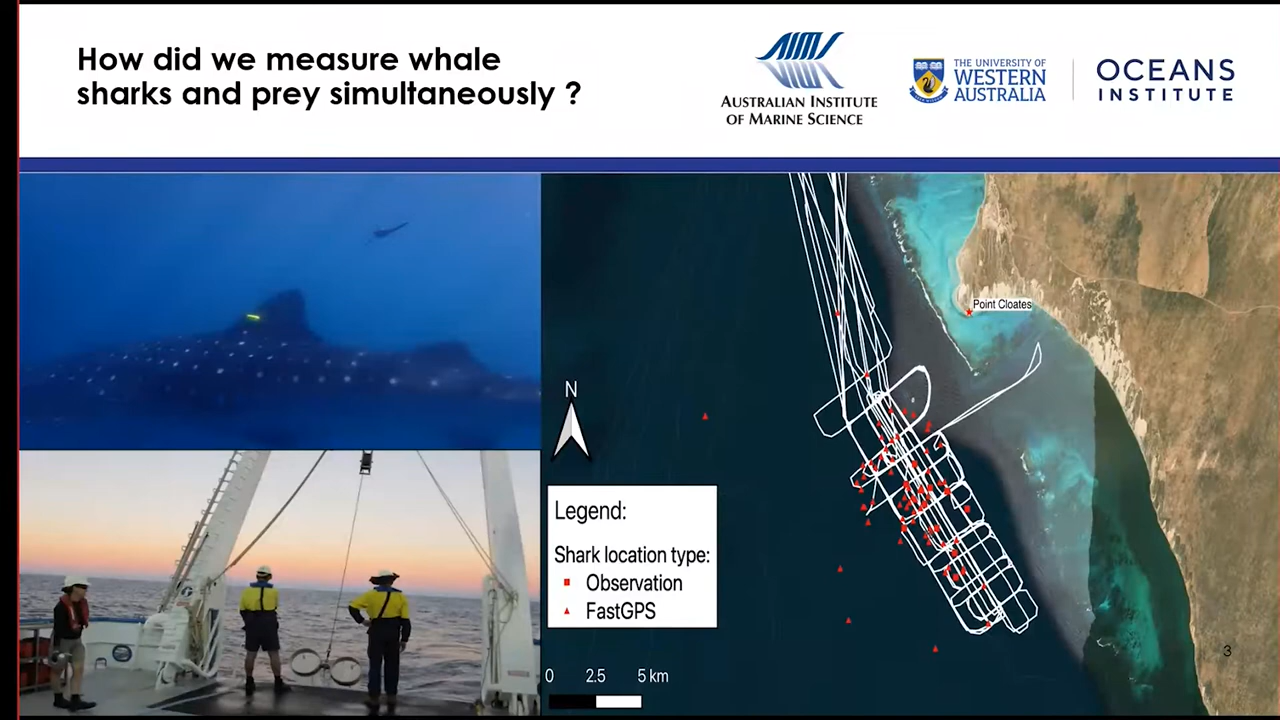 How did we measure whale
sharks and prey simultaneously ?
AIMS
AUSTRALIAN INSTITUTE
OF MARINE SCIENCE
THE UNIVERSITY OF
WESTERN
AUSTRALIA
OCEANS
INSTITUTE
Point Cloates
N
Legend:
Shark location type:
Observation
FastGPS
0 2.5 5 km
3